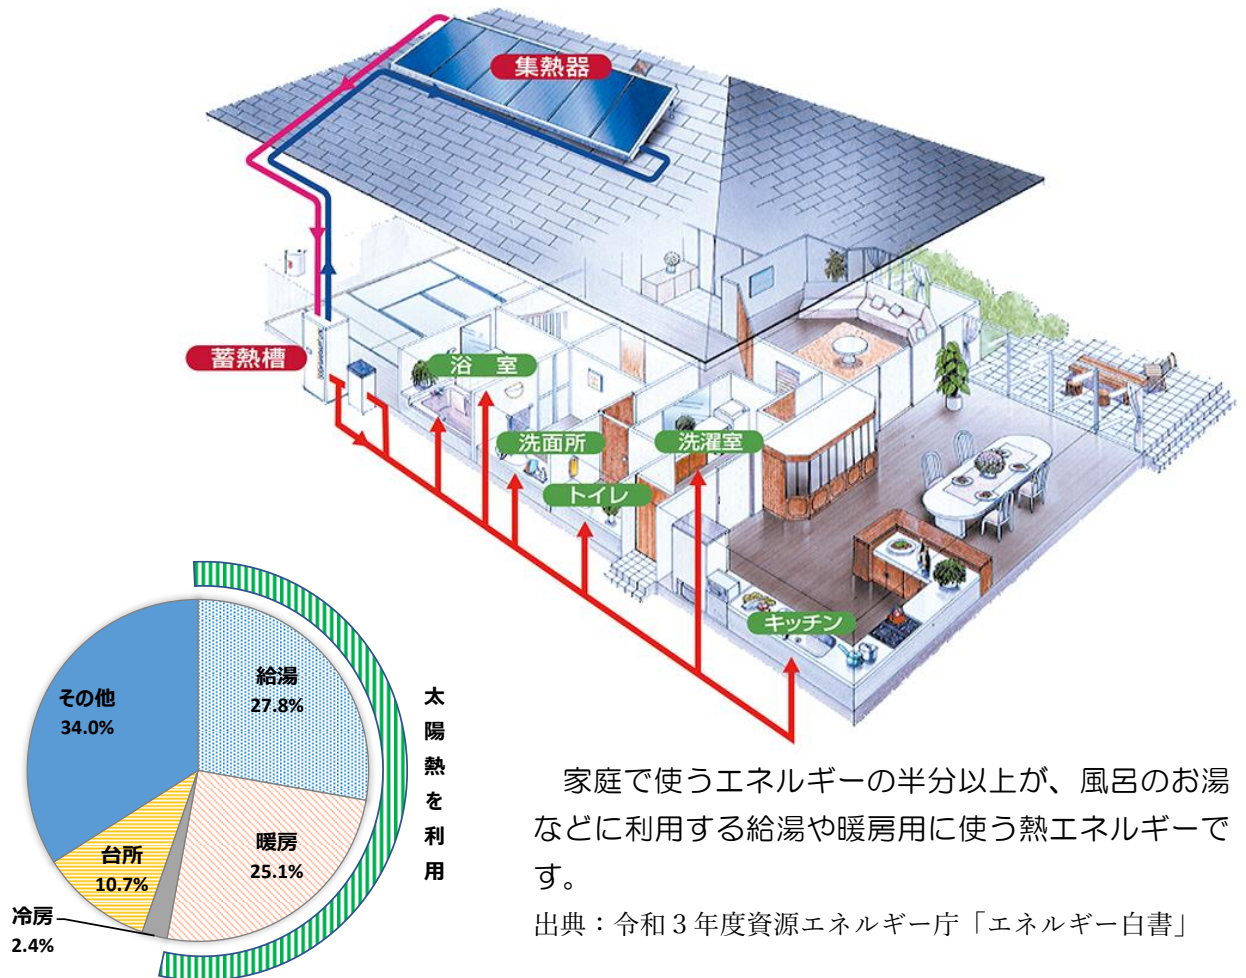 集熱器
蓄熱槽
浴 室
洗面所
洗濯室
トイレ
キッチン
給湯
27.8%
その他
34.0%
暖房
25.1%
台所
10.7%
冷房
2.4%
太陽熱を利用
家庭で使うエネルギーの半分以上が、風呂のお湯
などに利用する給湯や暖房用に使う熱エネルギーで
す。
出典：令和３年度資源エネルギー庁「エネルギー白書」